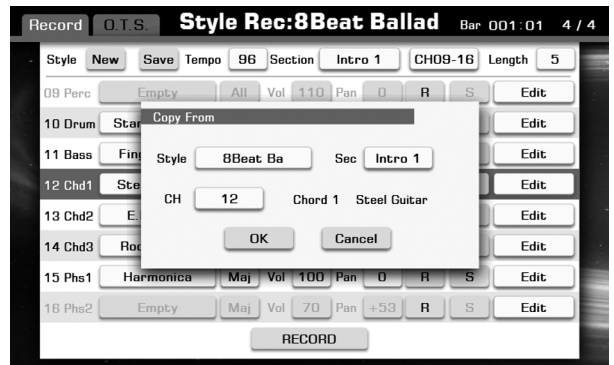 Record O.T.S. Style Rec:8Beat Ballad Bar 001:01 4 / 4
Style New Save Tempo 96 Section Intro 1 CH09-16 Length 5
09 Perc Empty All Vol 110 Pan 0 R S Edit
10 Drum Star Edit
Copy From
11 Bass Fing Edit
Style 8Beat Ba Sec Intro 1
12 Chd1 Ste Edit
CH 12 Chord 1 Steel Guitar
13 Chd2 E. Edit
OK Cancel
14 Chd3 Roc Edit
15 Phs1 Harmonica Maj Vol 100 Pan 0 R S Edit
16 Phs2 Empty Maj Vol 70 Pan +53 R S Edit
RECORD